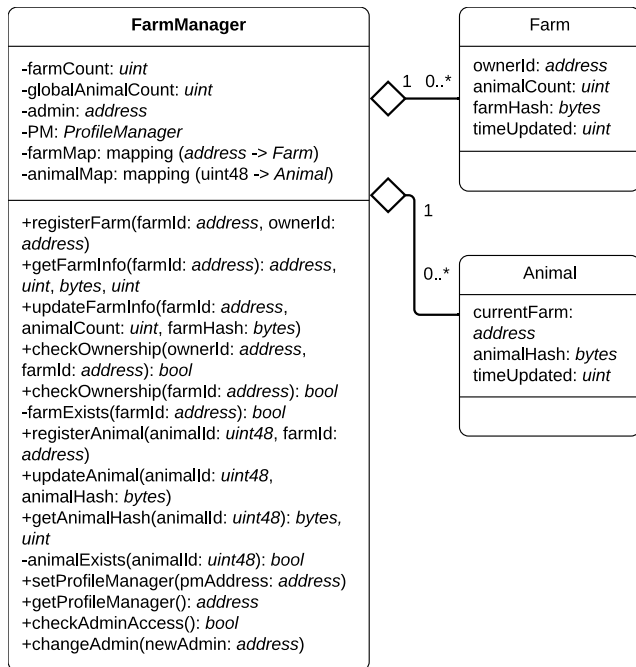 FarmManager
-farmCount: uint
-globalAnimalCount: uint
-admin: address
-PM: ProfileManager
-farmMap: mapping (address -> Farm)
-animalMap: mapping (uint48 -> Animal)
+registerFarm(farmId: address, ownerId:
address)
+getFarmInfo(farmId: address): address,
uint, bytes, uint
+updateFarmInfo(farmId: address,
animalCount: uint, farmHash: bytes)
+checkOwnership(ownerId: address,
farmId: address): bool
+checkOwnership(farmId: address): bool
-farmExists(farmId: address): bool
+registerAnimal(animalId: uint48, farmId:
address)
+updateAnimal(animalId: uint48,
animalHash: bytes)
+getAnimalHash(animalId: uint48): bytes,
uint
-animalExists(animalId: uint48): bool
+setProfileManager(pmAddress: address)
+getProfileManager(): address
+checkAdminAccess(): bool
+changeAdmin(newAdmin: address)
1 0..*
Farm
ownerId: address
animalCount: uint
farmHash: bytes
timeUpdated: uint
1
0..*
Animal
currentFarm:
address
animalHash: bytes
timeUpdated: uint